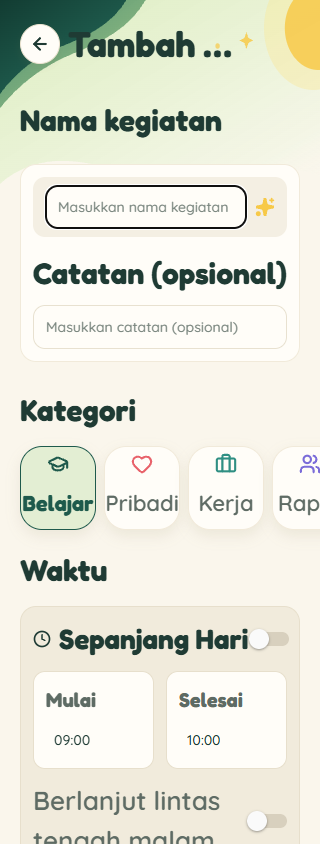 Tambah ...
Nama kegiatan
Masukkan nama kegiatan
Catatan (opsional)
Masukkan catatan (opsional)
Kategori
Belajar Pribadi Kerja Rap
Waktu
Sepanjang Hari
Mulai Selesai
09:00 10:00
Berlanjut lintas
tengah malam